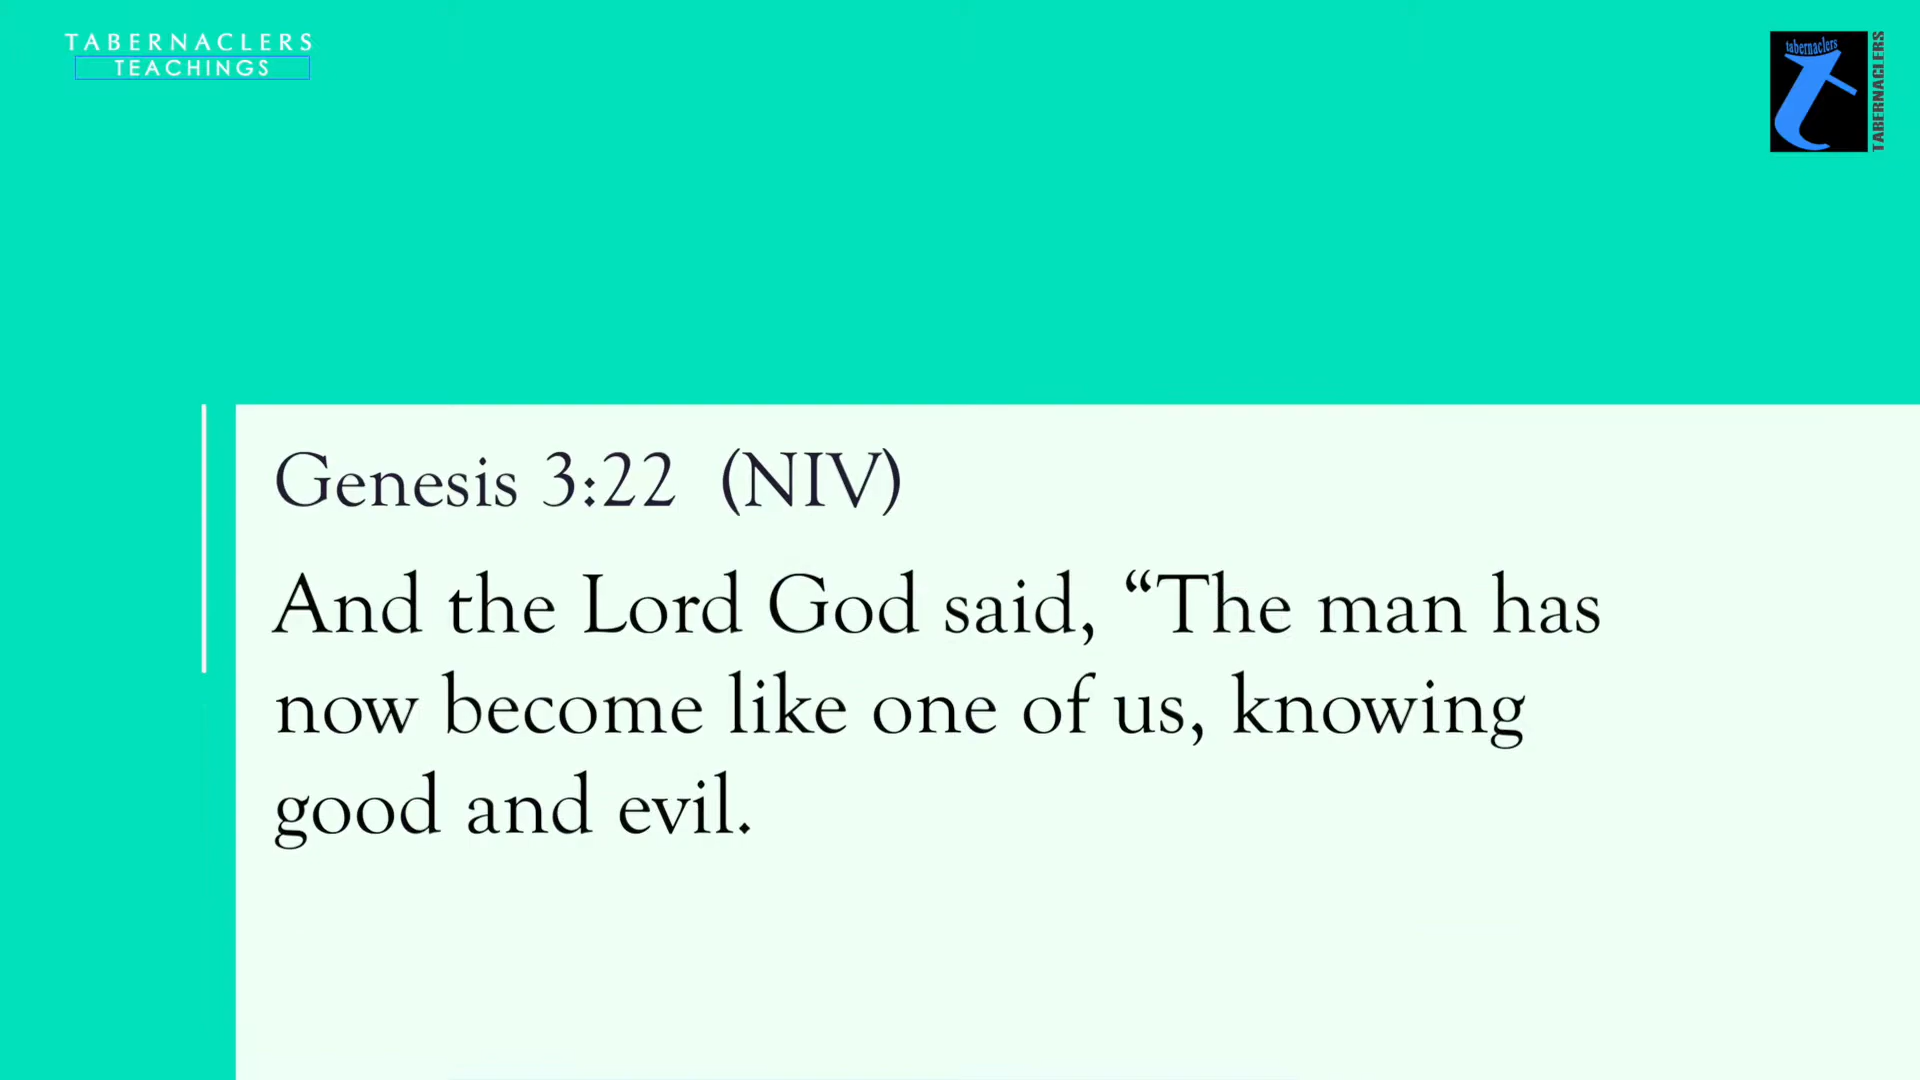 TABERNACLERS
TEACHINGS
tabernaclers
TABERNACLERS
Genesis 3:22 (NIV)
And the Lord God said, “The man has
now become like one of us, knowing
good and evil.